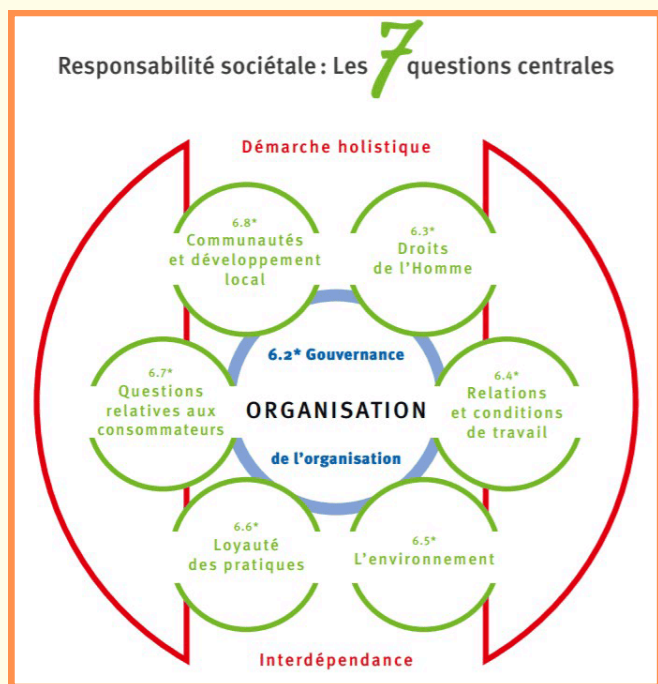 Responsabilité sociétale : Les 7 questions centrales
Démarche holistique
6.8*
Communautés
et développement
local
6.3*
Droits
de l'Homme
6.2* Gouvernance
6.7*
Questions
relatives aux
consommateurs
ORGANISATION
6.4*
Relations
et conditions
de travail
de l'organisation
6.6*
Loyauté
des pratiques
6.5*
L'environnement
Interdépendance